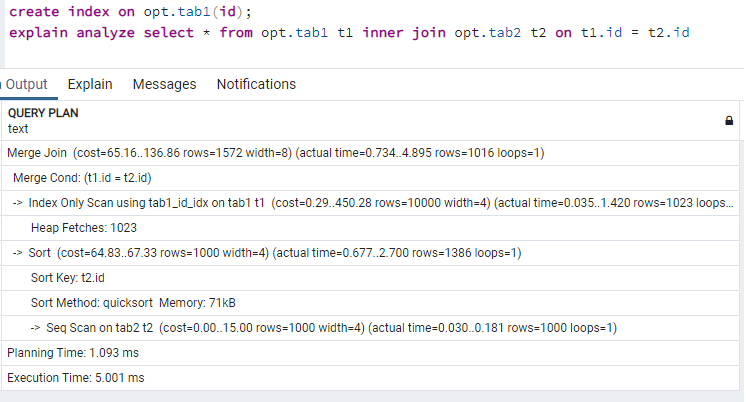 create index on opt.tab1(id);
explain analyze select * from opt.tab1 t1 inner join opt.tab2 t2 on t1.id = t2.id
Output Explain Messages Notifications
QUERY PLAN
text
Merge Join (cost=65.16..136.86 rows=1572 width=8) (actual time=0.734..4.895 rows=1016 loops=1)
Merge Cond: (t1.id = t2.id)
-> Index Only Scan using tab1_id_idx on tab1 t1 (cost=0.29..450.28 rows=10000 width=4) (actual time=0.035..1.420 rows=1023 loops...
Heap Fetches: 1023
-> Sort (cost=64.83..67.33 rows=1000 width=4) (actual time=0.677..2.700 rows=1386 loops=1)
Sort Key: t2.id
Sort Method: quicksort Memory: 71kB
-> Seq Scan on tab2 t2 (cost=0.00..15.00 rows=1000 width=4) (actual time=0.030..0.181 rows=1000 loops=1)
Planning Time: 1.093 ms
Execution Time: 5.001 ms